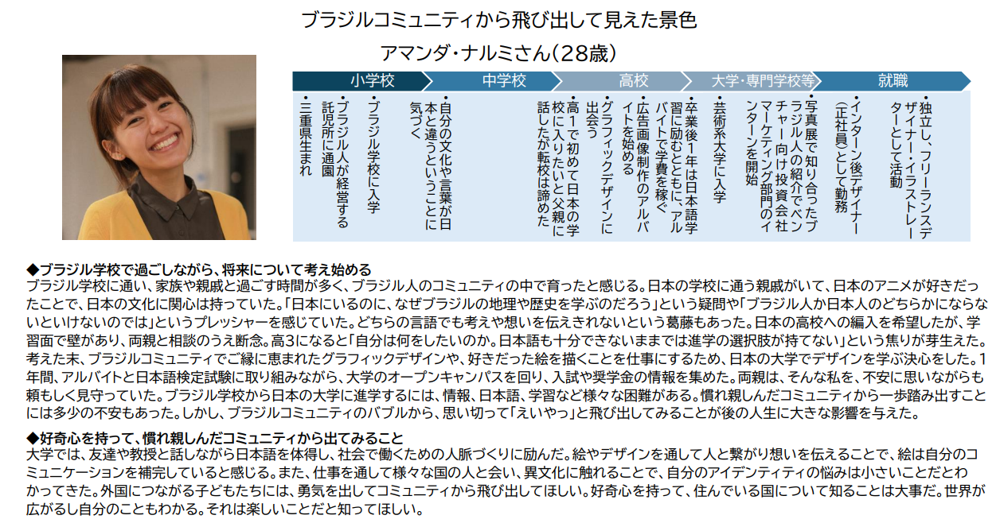 ブラジルコミュニティから飛び出して見えた景色
アマンダ・ナルミさん(28歳)
小学校
中学校
高校
大学・専門学校等
就職
・三重県生まれ
・ブラジル人が経営する
託児所に通園
・ブラジル学校に入学
・自分の文化や言葉が日
本と違うということに
気づく
・高1で初めて日本の学
校に入りたいと父親に
話したが転校は諦めた
・グラフィックデザインに
出会う
・広告画像制作のアルバ
イトを始める
・卒業後1年は日本語学
習に励むとともに、アル
バイトで学費を稼ぐ
・芸術系大学に入学
・写真展で知り合ったブ
ラジル人の紹介でベン
チャー向け投資会社
マーケティング部門のイ
ンターンを開始
・インターン後デザイナー
(正社員)として勤務
・独立し、フリーランスデ
ザイナー・イラストレー
ターとして活動
◆ブラジル学校で過ごしながら、将来について考え始める
ブラジル学校に通い、家族や親戚と過ごす時間が多く、ブラジル人のコミュニティの中で育ったと感じる。日本の学校に通う親戚がいて、日本のアニメが好きだっ
たことで、日本の文化に関心は持っていた。「日本にいるのに、なぜブラジルの地理や歴史を学ぶのだろう」という疑問や「ブラジル人か日本人のどちらかにならな
いといけないのでは」というプレッシャーを感じていた。どちらの言語でも考えや想いを伝えきれないという葛藤もあった。日本の高校への編入を希望したが、学
習面で壁があり、両親と相談のうえ断念。高3になると「自分は何をしたいのか。日本語も十分できないままでは進学の選択肢が持てない」という焦りが芽生えた。
考えた末、ブラジルコミュニティでご縁に恵まれたグラフィックデザインや、好きだった絵を描くことを仕事にするため、日本の大学でデザインを学ぶ決心をした。1
年間、アルバイトと日本語検定試験に取り組みながら、大学のオープンキャンパスを回り、入試や奨学金の情報を集めた。両親は、そんな私を、不安に思いながらも
頼もしく見守っていた。ブラジル学校から日本の大学に進学するには、情報、日本語、学習など様々な困難がある。慣れ親しんだコミュニティから一歩踏み出すこと
には多少の不安もあった。しかし、ブラジルコミュニティのバブルから、思い切って「えいやっ」と飛び出してみることが後の人生に大きな影響を与えた。
◆好奇心を持って、慣れ親しんだコミュニティから出てみること
大学では、友達や教授と話しながら日本語を体得し、社会で働くための人脈づくりに励んだ。絵やデザインを通して人と繋がり想いを伝えることで、絵は自分のコ
ミュニケーションを補完していると感じる。また、仕事を通して様々な国の人と会い、異文化に触れることで、自分のアイデンティティの悩みは小さいことだとわ
かってきた。外国につながる子どもたちには、勇気を出してコミュニティから飛び出してほしい。好奇心を持って、住んでいる国について知ることは大事だ。世界が
広がるし自分のこともわかる。それは楽しいことだと知ってほしい。